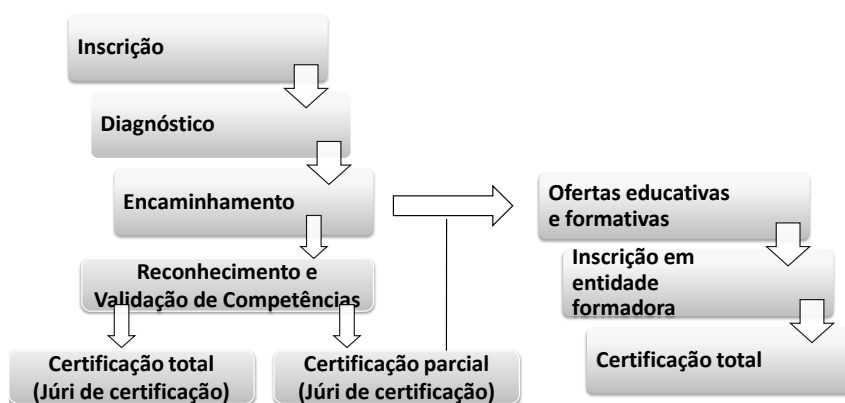 Inscrição
Diagnóstico
Encaminhamento
Reconhecimento e
Validação de Competências
Certificação total
(Júri de certificação)
Certificação parcial
(Júri de certificação)
Ofertas educativas
e formativas
Inscrição em
entidade
formadora
Certificação total